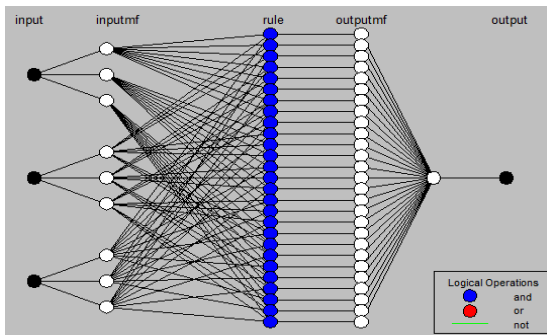 input inputmf rule outputmf output
Logical Operations
and
or
not